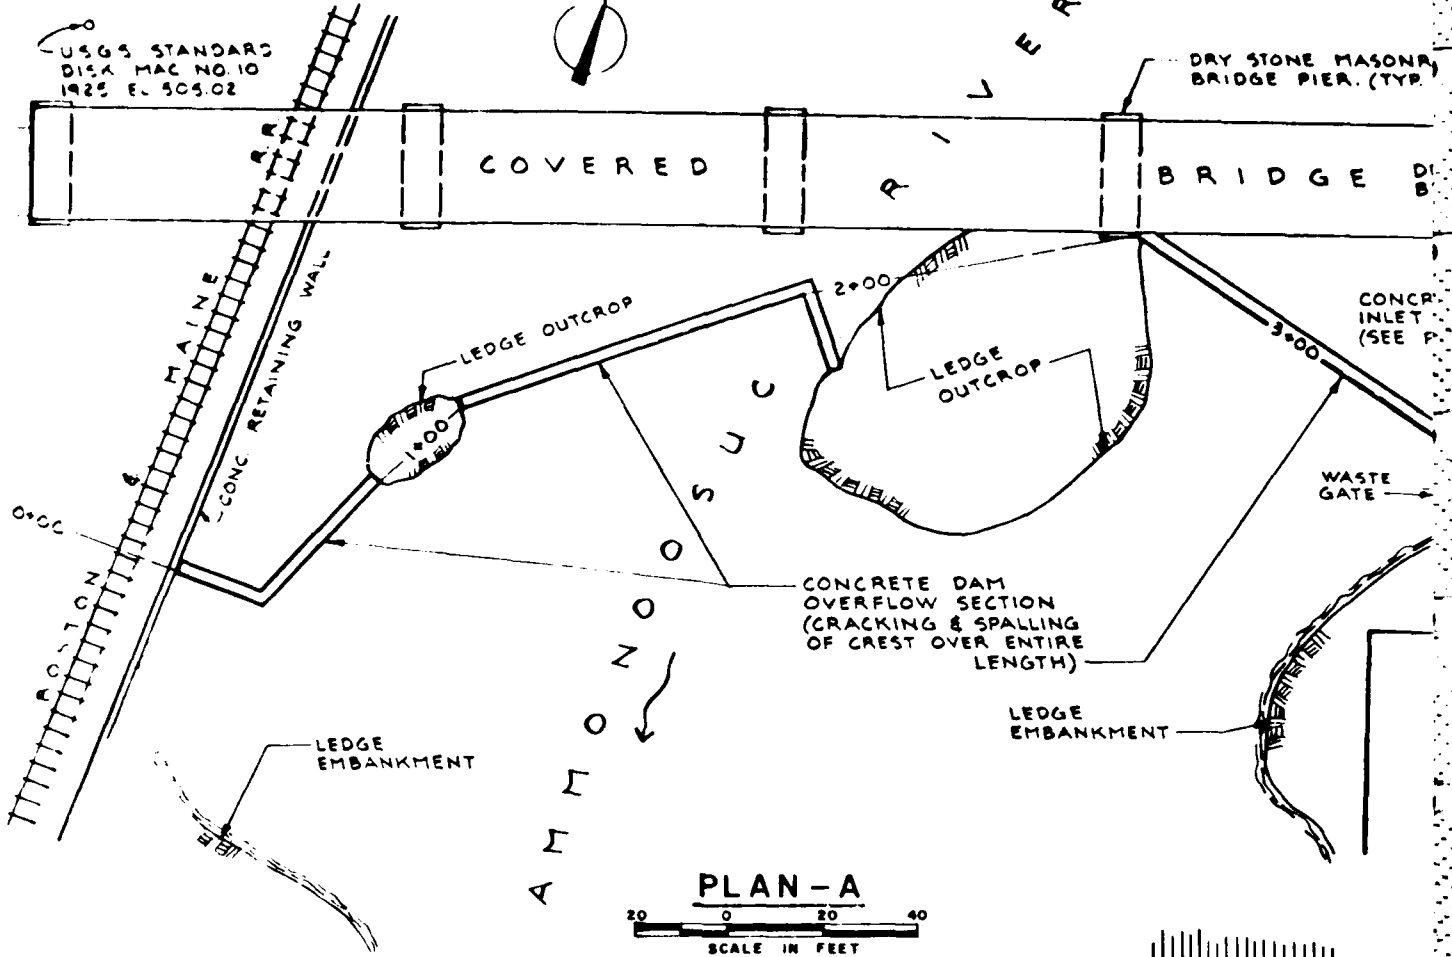 USGS STANDARD
DISK MAC NO. 10
1925 EL 505.02
DRY STONE MASONR
BRIDGE PIER. (TYP.
COVERED BRIDGE
AMMONOOSUC RIVER
BOSTON & MAINE R.R.
CONC. RETAINING WALL
LEDGE OUTCROP
0+00
1+00
2+00
3+00
LEDGE
OUTCROP
CONCR
INLET
(SEE
WASTE
GATE
CONCRETE DAM
OVERFLOW SECTION
(CRACKING & SPALLING
OF CREST OVER ENTIRE
LENGTH)
LEDGE
EMBANKMENT
LEDGE
EMBANKMENT
PLAN-A
20 0 20 40
SCALE IN FEET